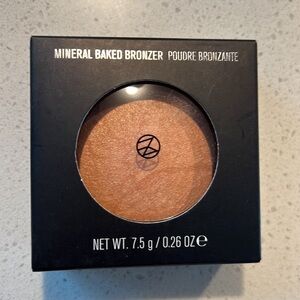 MINERAL BAKED BRONZER POUDRE BRONZANTE
NET WT. 7.5 g / 0.26 OZ ℮